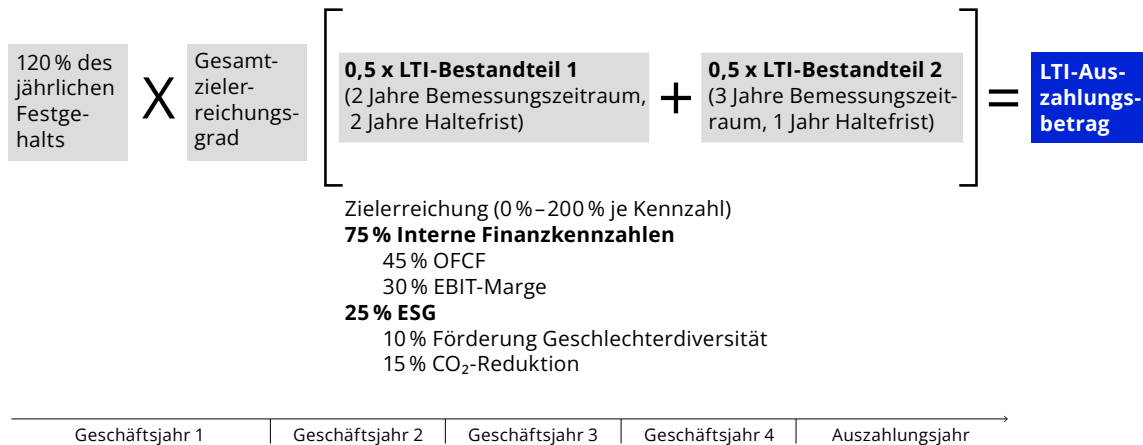 120 % des
jährlichen
Festge-
halts
X
Gesamt-
zieler-
reichungs-
grad
0,5 x LTI-Bestandteil 1
(2 Jahre Bemessungszeitraum,
2 Jahre Haltefrist)
+
0,5 x LTI-Bestandteil 2
(3 Jahre Bemessungszeit-
raum, 1 Jahr Haltefrist)
=
LTI-Aus-
zahlungs-
betrag
Zielerreichung (0 %–200 % je Kennzahl)
75 % Interne Finanzkennzahlen
45 % OFCF
30 % EBIT-Marge
25 % ESG
10 % Förderung Geschlechterdiversität
15 % CO₂-Reduktion
Geschäftsjahr 1
Geschäftsjahr 2
Geschäftsjahr 3
Geschäftsjahr 4
Auszahlungsjahr